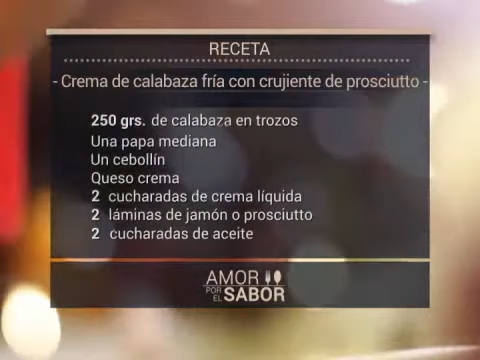 RECETA
- Crema de calabaza fría con crujiente de prosciutto -
250 grs. de calabaza en trozos
Una papa mediana
Un cebollín
Queso crema
2 cucharadas de crema líquida
2 láminas de jamón o prosciutto
2 cucharadas de aceite
AMOR
POR EL SABOR